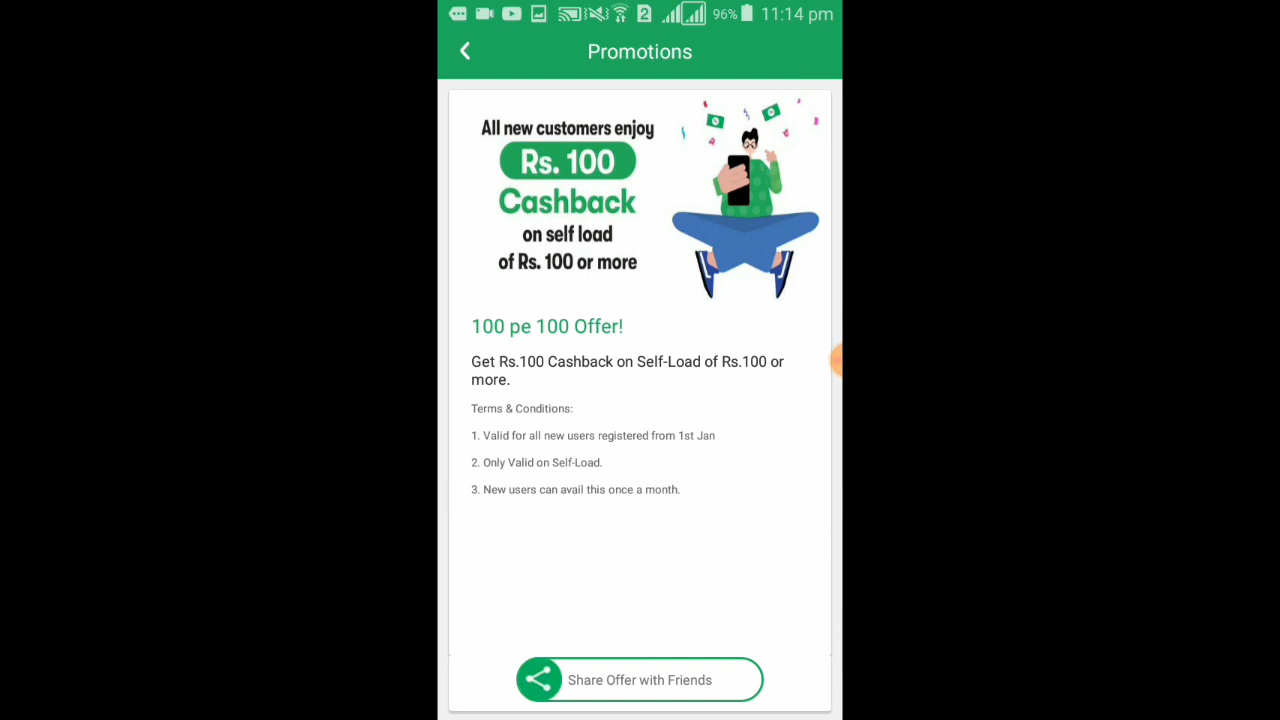 2 96% 11:14 pm
Promotions
All new customers enjoy
Rs. 100
Cashback
on self load
of Rs. 100 or more
100 pe 100 Offer!
Get Rs.100 Cashback on Self-Load of Rs.100 or
more.
Terms & Conditions:
1. Valid for all new users registered from 1st Jan
2. Only Valid on Self-Load.
3. New users can avail this once a month.
Share Offer with Friends